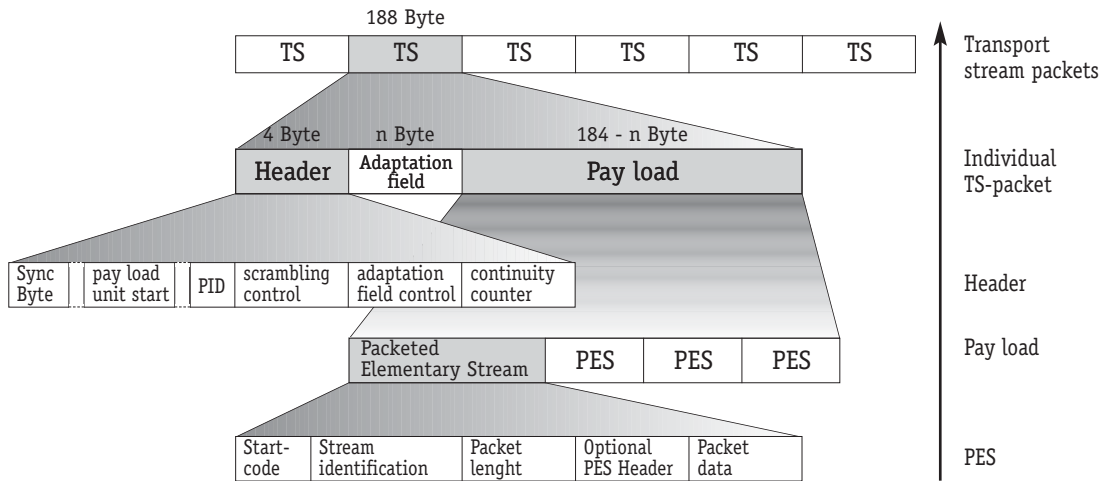 188 Byte
TS TS TS TS TS TS
Transport
stream packets
4 Byte n Byte 184 - n Byte
Header
Adaptation
field
Pay load
Individual
TS-packet
Sync
Byte
pay load
unit start
PID
scrambling
control
adaptation
field control
continuity
counter
Header
Packeted
Elementary Stream
PES PES PES
Pay load
Start-
code
Stream
identification
Packet
lenght
Optional
PES Header
Packet
data
PES